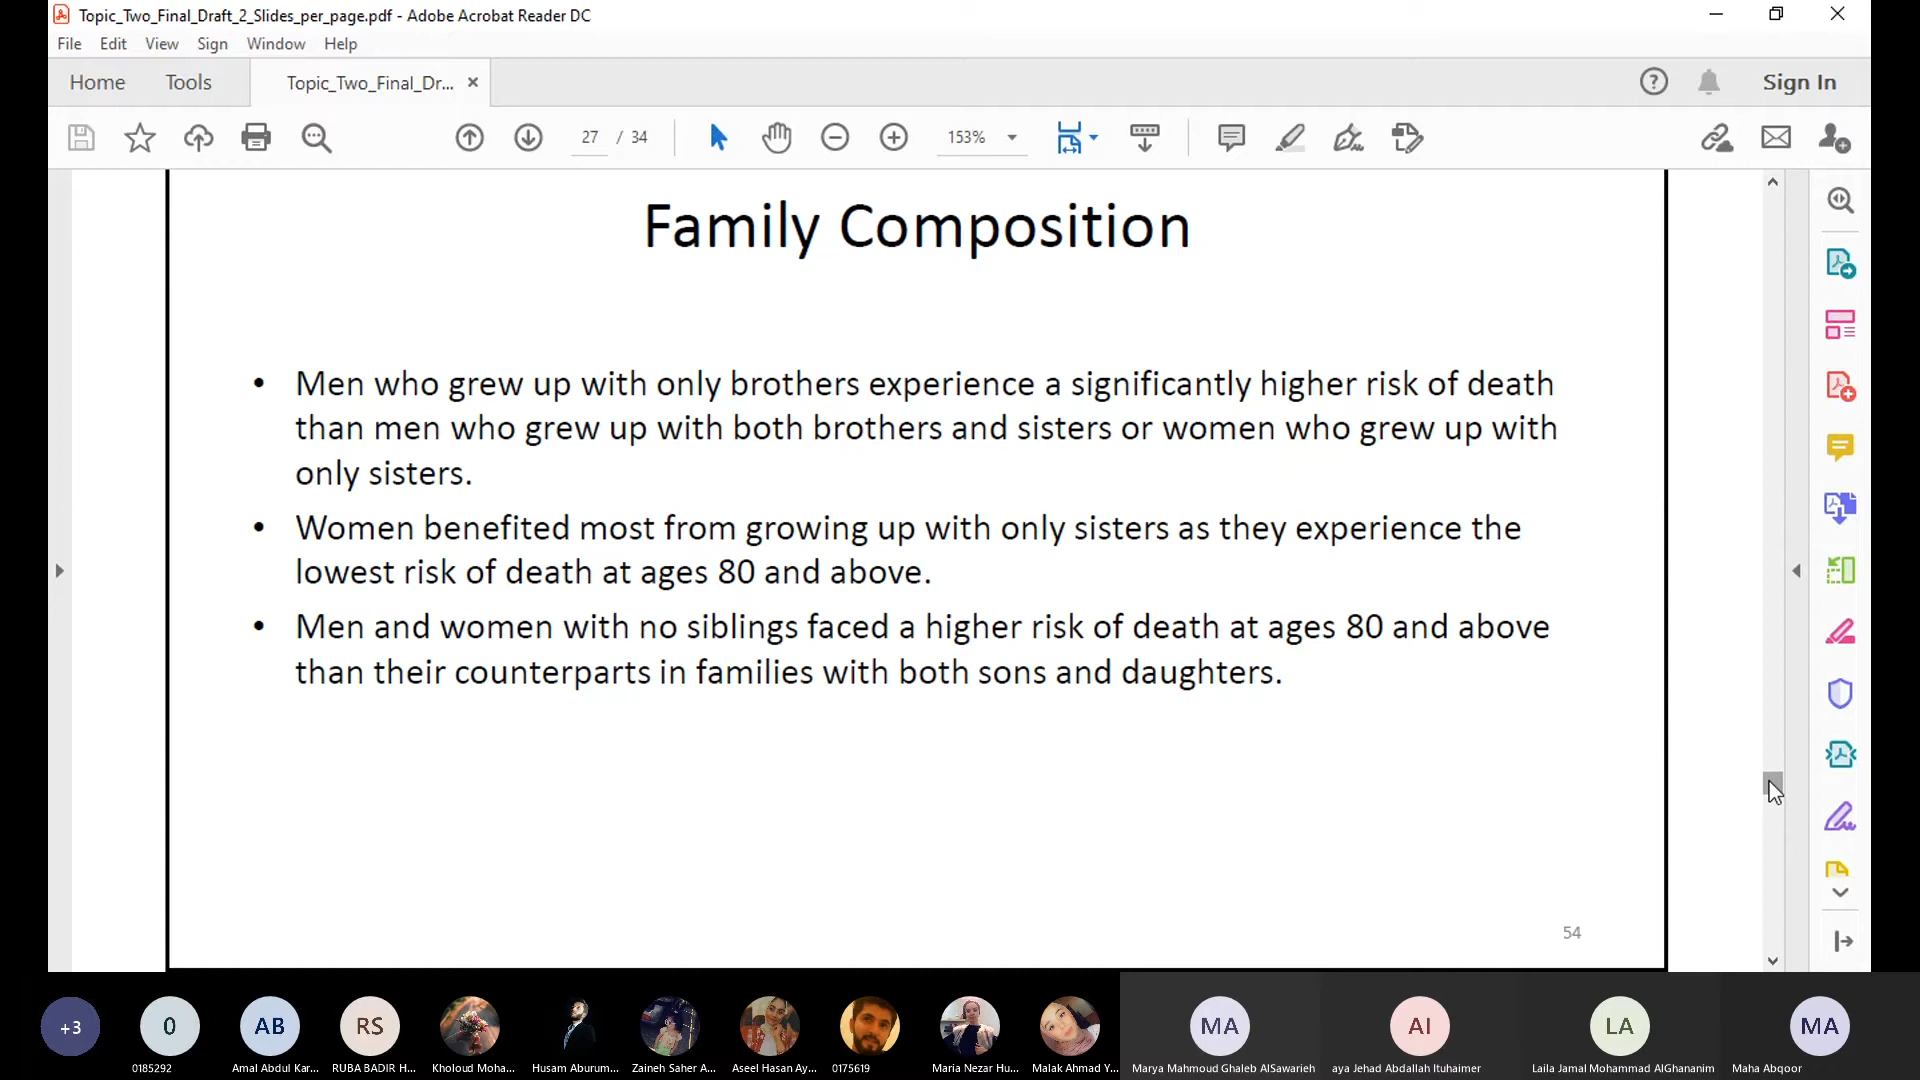 Topic_Two_Final_Draft_2_Slides_per_page.pdf - Adobe Acrobat Reader DC
File Edit View Sign Window Help
Home Tools Topic_Two_Final_Dr... Sign In
27 / 34 153%
Family Composition
• Men who grew up with only brothers experience a significantly higher risk of death
than men who grew up with both brothers and sisters or women who grew up with
only sisters.
• Women benefited most from growing up with only sisters as they experience the
lowest risk of death at ages 80 and above.
• Men and women with no siblings faced a higher risk of death at ages 80 and above
than their counterparts in families with both sons and daughters.
54
+3 0 AB RS MA AI LA MA
0185292 Amal Abdul Kar... RUBA BADIR H... Kholoud Moha... Husam Aburum... Zaineh Saher A... Aseel Hasan Ay... 0175619 Maria Nezar Hu... Malak Ahmad Y... Marya Mahmoud Ghaleb AlSawarieh aya Jehad Abdallah Ituhaimer Laila Jamal Mohammad AlGhananim Maha Abqoor